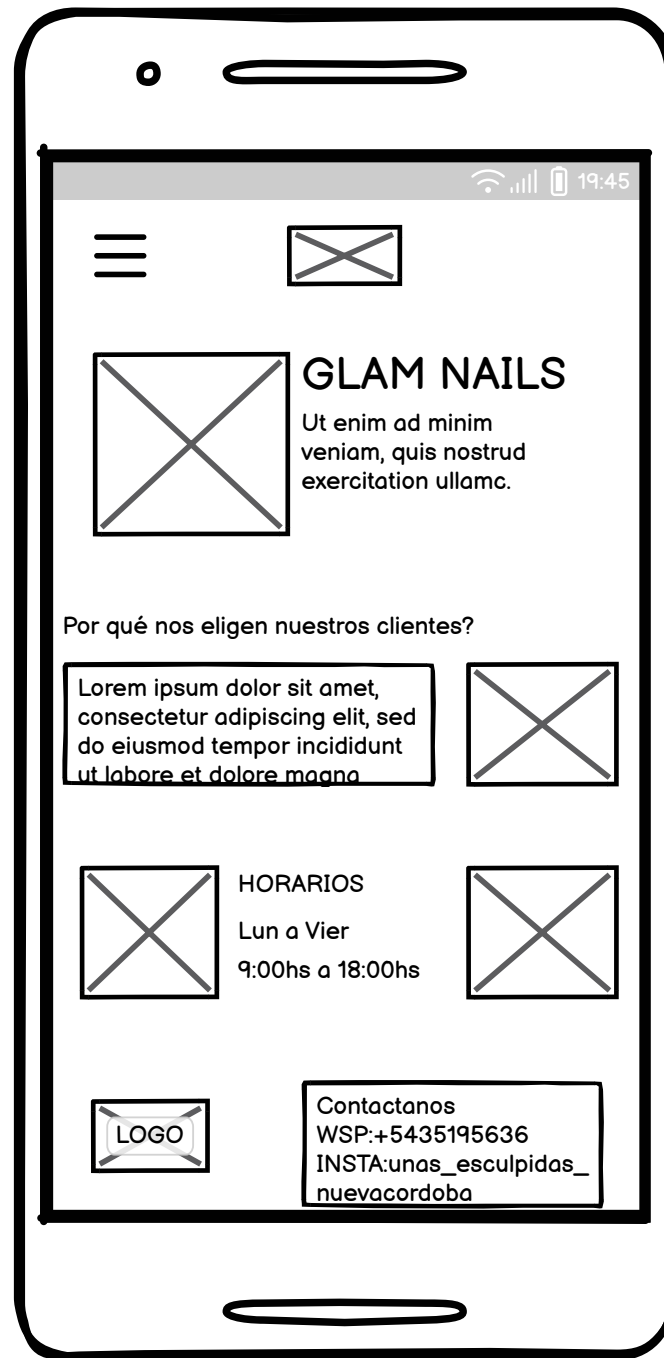 19:45
GLAM NAILS
Ut enim ad minim
veniam, quis nostrud
exercitation ullamc.
Por qué nos eligen nuestros clientes?
Lorem ipsum dolor sit amet,
consectetur adipiscing elit, sed
do eiusmod tempor incididunt
ut labore et dolore magna
HORARIOS
Lun a Vier
9:00hs a 18:00hs
LOGO
Contactanos
WSP:+5435195636
INSTA:unas_esculpidas_
nuevacordoba